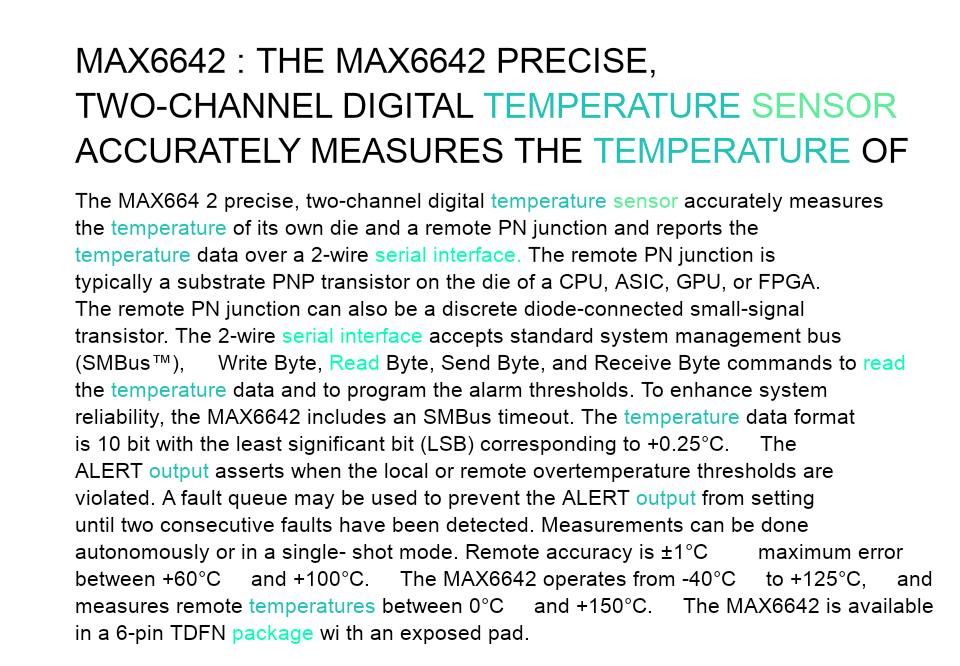 MAX6642 : THE MAX6642 PRECISE,
TWO-CHANNEL DIGITAL TEMPERATURE SENSOR
ACCURATELY MEASURES THE TEMPERATURE OF
The MAX664 2 precise, two-channel digital temperature sensor accurately measures
the temperature of its own die and a remote PN junction and reports the
temperature data over a 2-wire serial interface. The remote PN junction is
typically a substrate PNP transistor on the die of a CPU, ASIC, GPU, or FPGA.
The remote PN junction can also be a discrete diode-connected small-signal
transistor. The 2-wire serial interface accepts standard system management bus
(SMBus™), Write Byte, Read Byte, Send Byte, and Receive Byte commands to read
the temperature data and to program the alarm thresholds. To enhance system
reliability, the MAX6642 includes an SMBus timeout. The temperature data format
is 10 bit with the least significant bit (LSB) corresponding to +0.25°C. The
ALERT output asserts when the local or remote overtemperature thresholds are
violated. A fault queue may be used to prevent the ALERT output from setting
until two consecutive faults have been detected. Measurements can be done
autonomously or in a single- shot mode. Remote accuracy is ±1°C maximum error
between +60°C and +100°C. The MAX6642 operates from -40°C to +125°C, and
measures remote temperatures between 0°C and +150°C. The MAX6642 is available
in a 6-pin TDFN package wi th an exposed pad.